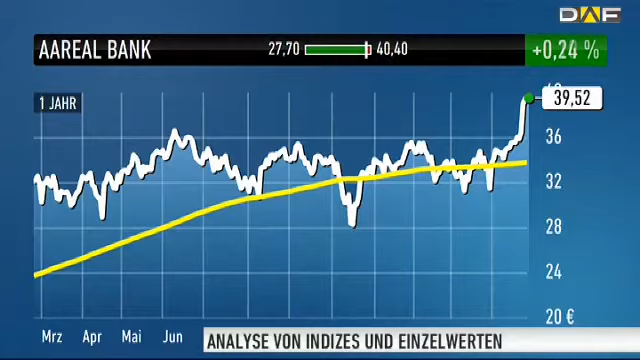 DAF
AAREAL BANK
27,70
40,40
+0,24 %
1 JAHR
39,52
36
32
28
24
20 €
Mrz Apr Mai Jun
ANALYSE VON INDIZES UND EINZELWERTEN